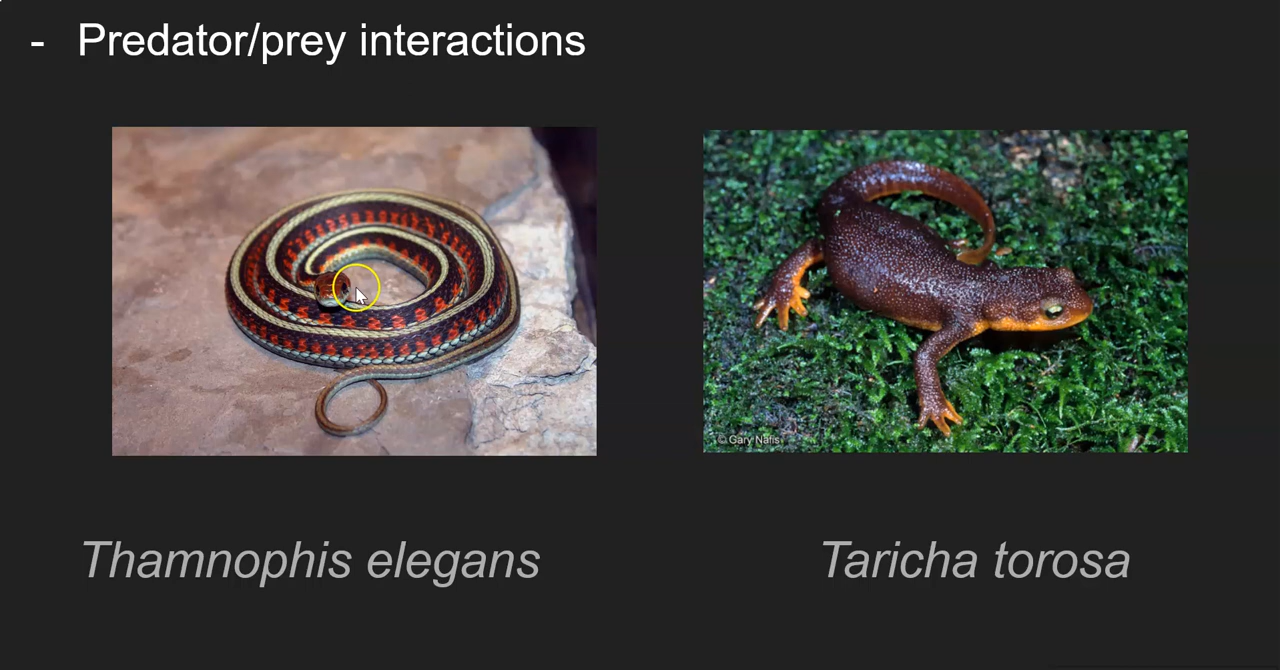 - Predator/prey interactions
© Gary Nafis
Thamnophis elegans
Taricha torosa